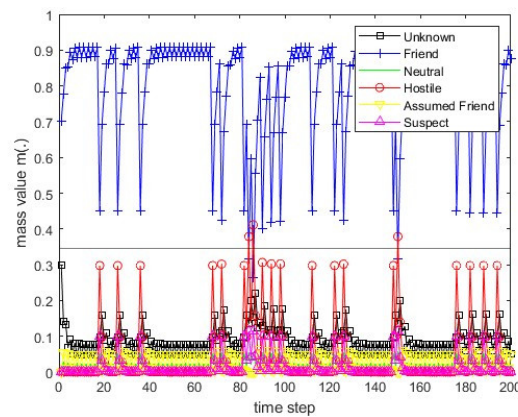 1
0.9
0.8
0.7
0.6
0.5
0.4
0.3
0.2
0.1
0
mass value m(.)
0 20 40 60 80 100 120 140 160 180 200
time step
Unknown
Friend
Neutral
Hostile
Assumed Friend
Suspect